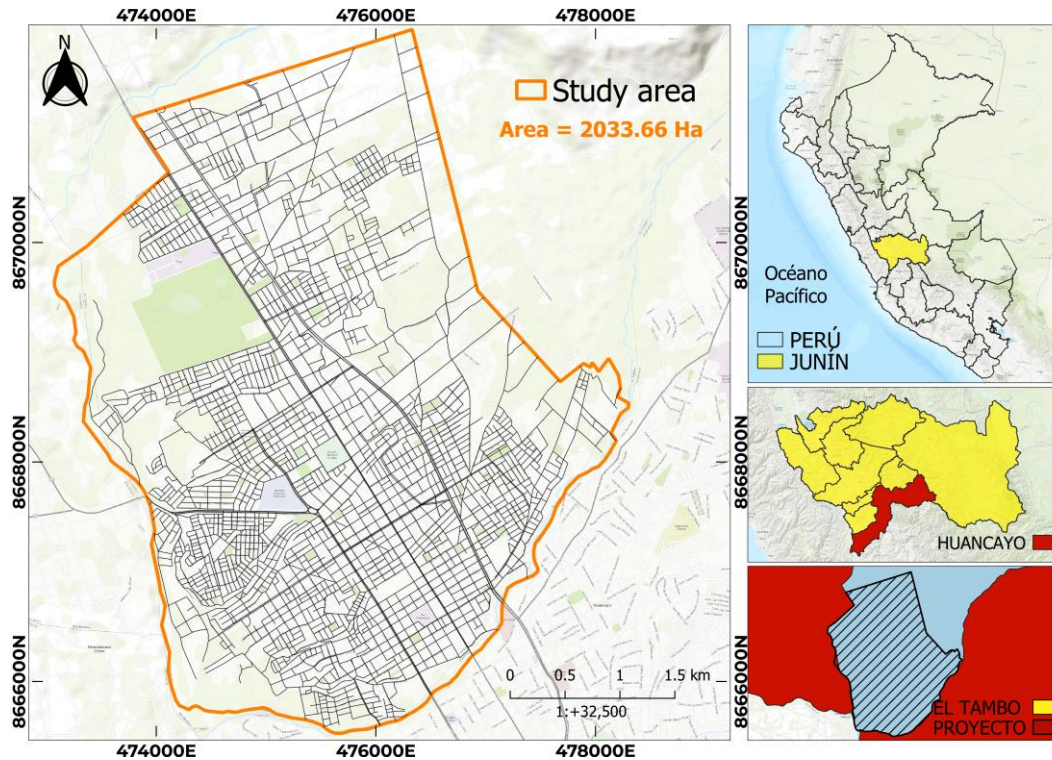 474000E
476000E
478000E
N
Study area
Area = 2033.66 Ha
8670000N
8668000N
8666000N
0 0.5 1 1.5 km
1:+32,500
Huancayo
8670000N
8668000N
8666000N
474000E
476000E
478000E
Océano
Pacífico
PERÚ
JUNÍN
HUANCAYO
EL TAMBO
PROYECTO